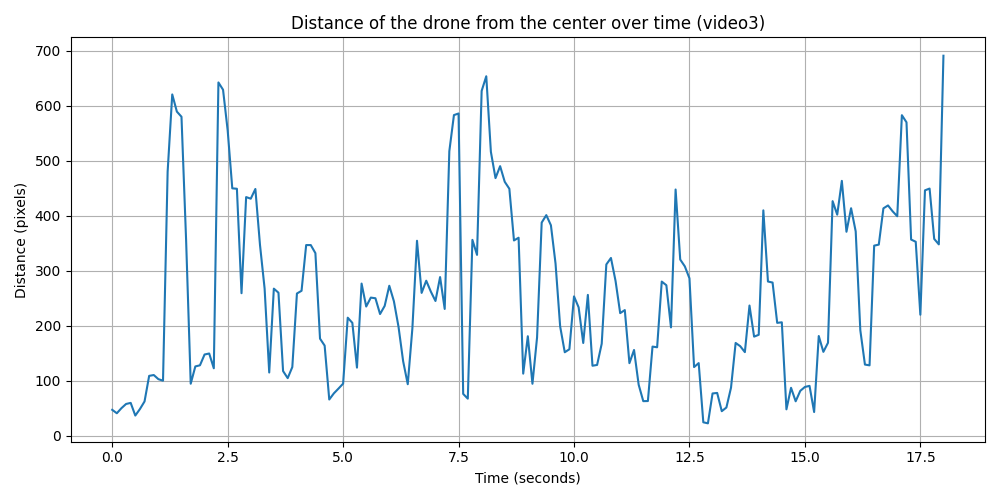 Distance of the drone from the center over time (video3)
700
600
500
400
300
200
100
0
Distance (pixels)
0.0 2.5 5.0 7.5 10.0 12.5 15.0 17.5
Time (seconds)